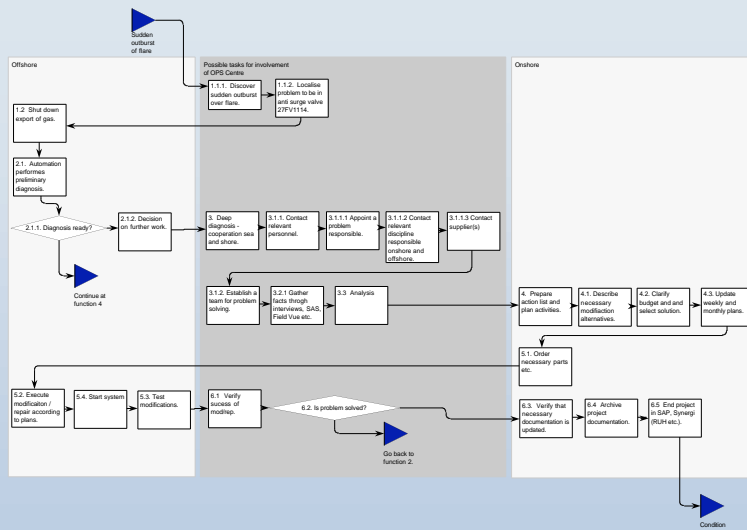 Sudden
outburst
of flare
Offshore
Possible tasks for involvement
of OPS Centre
Onshore
1.1.1. Discover
sudden outburst
over flare.
1.1.2. Localise
problem to be in
anti surge valve
27FV1114.
1.2 Shut down
export of gas.
2.1. Automation
performes
preliminary
diagnosis.
2.1.1. Diagnosis ready?
2.1.2. Decision
on further work.
Continue at
function 4
3. Deep
diagnosis -
cooperation sea
and shore.
3.1.1. Contact
relevant
personnel.
3.1.1.1 Appoint a
problem
responsible.
3.1.1.2 Contact
relevant
discipline
responsible
onshore and
offshore.
3.1.1.3 Contact
supplier(s)
3.1.2. Establish a
team for problem
solving.
3.2.1 Gather
facts throgh
interviews, SAS,
Field Vue etc.
3.3 Analysis
4. Prepare
action list and
plan activities.
4.1. Describe
necessary
modifiaction
alternatives.
4.2. Clarify
budget and and
select solution.
4.3. Update
weekly and
monthly plans.
5.1. Order
necessary parts
etc.
5.2. Execute
modificaiton /
repair according
to plans.
5.4. Start system
5.3. Test
modifications.
6.1 Verify
sucess of
mod/rep.
6.2. Is problem solved?
Go back to
function 2.
6.3. Verify that
necessary
documentation is
updated.
6.4 Archive
project
documentation.
6.5 End project
in SAP, Synergi
(RUH etc.).
Condition